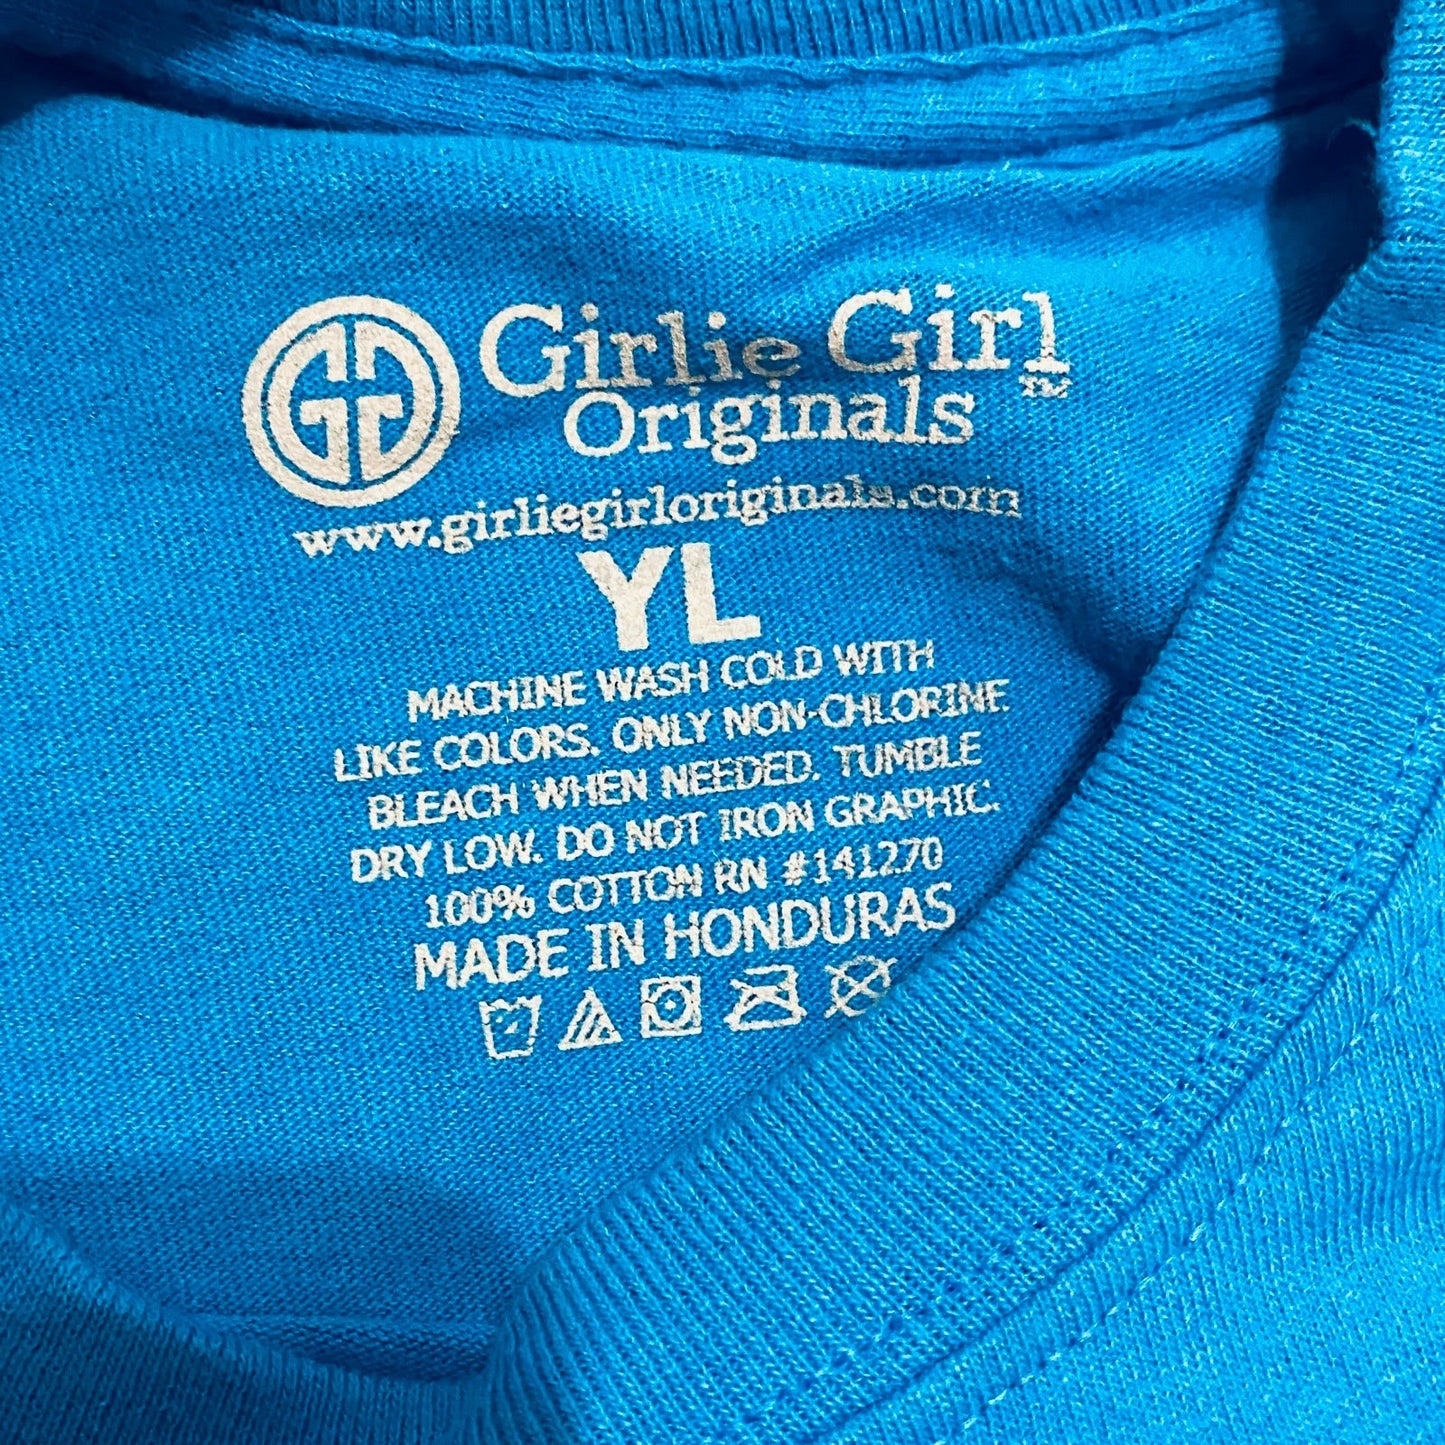 GG
Girlie Girl
Originals™
www.girliegirloriginals.com
YL
MACHINE WASH COLD WITH
LIKE COLORS. ONLY NON-CHLORINE
BLEACH WHEN NEEDED. TUMBLE
DRY LOW. DO NOT IRON GRAPHIC.
100% COTTON RN #141270
MADE IN HONDURAS